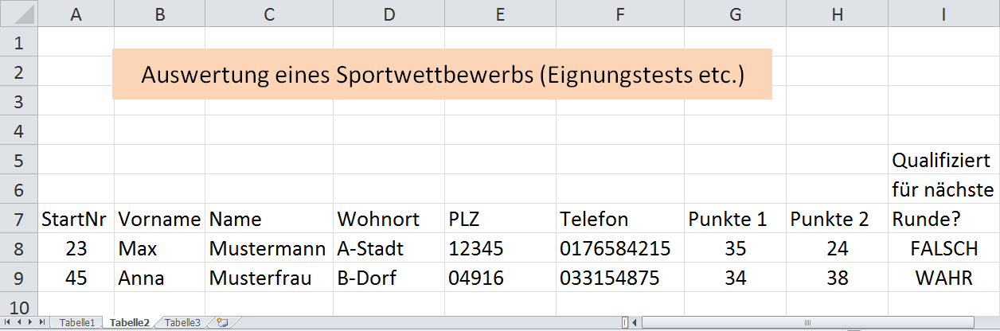 A B C D E F G H I
1
2 Auswertung eines Sportwettbewerbs (Eignungstests etc.)
3
4
5 Qualifiziert
6 für nächste
7 StartNr Vorname Name Wohnort PLZ Telefon Punkte 1 Punkte 2 Runde?
8 23 Max Mustermann A-Stadt 12345 0176584215 35 24 FALSCH
9 45 Anna Musterfrau B-Dorf 04916 033154875 34 38 WAHR
10
Tabelle1 Tabelle2 Tabelle3